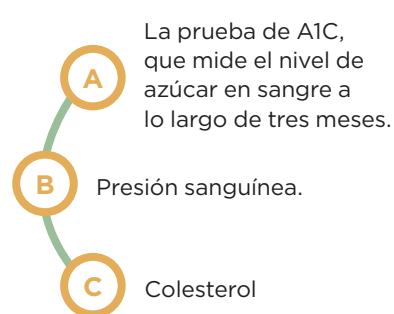 A
La prueba de A1C,
que mide el nivel de
azúcar en sangre a
lo largo de tres meses.
B
Presión sanguínea.
C
Colesterol